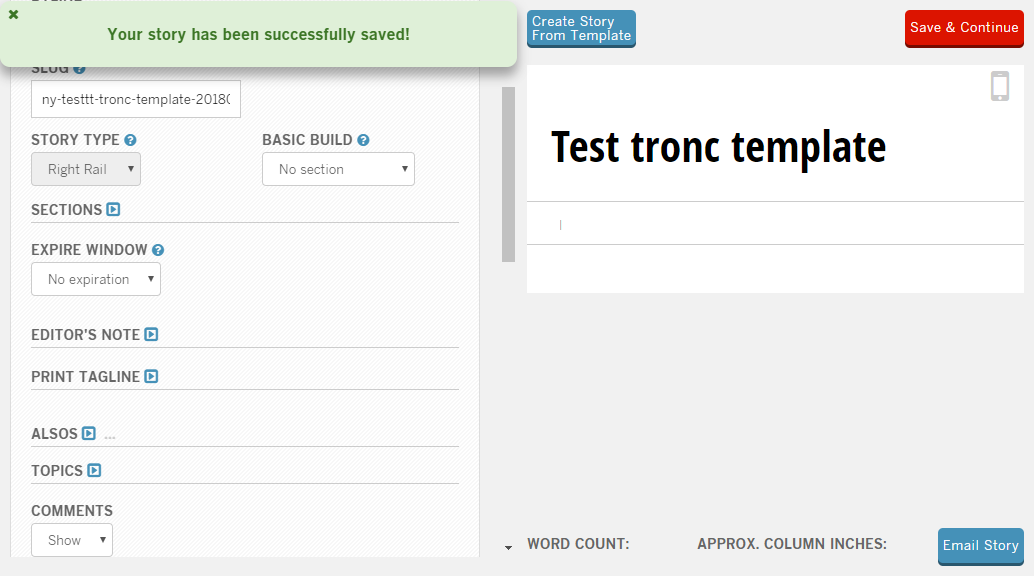 Your story has been successfully saved!
SLUG
ny-testtt-tronc-template-2018
STORY TYPE
BASIC BUILD
Right Rail
No section
SECTIONS
EXPIRE WINDOW
No expiration
EDITOR'S NOTE
PRINT TAGLINE
ALSOS ...
TOPICS
COMMENTS
Show
Create Story
From Template
Save & Continue
Test tronc template
WORD COUNT:
APPROX. COLUMN INCHES:
Email Story